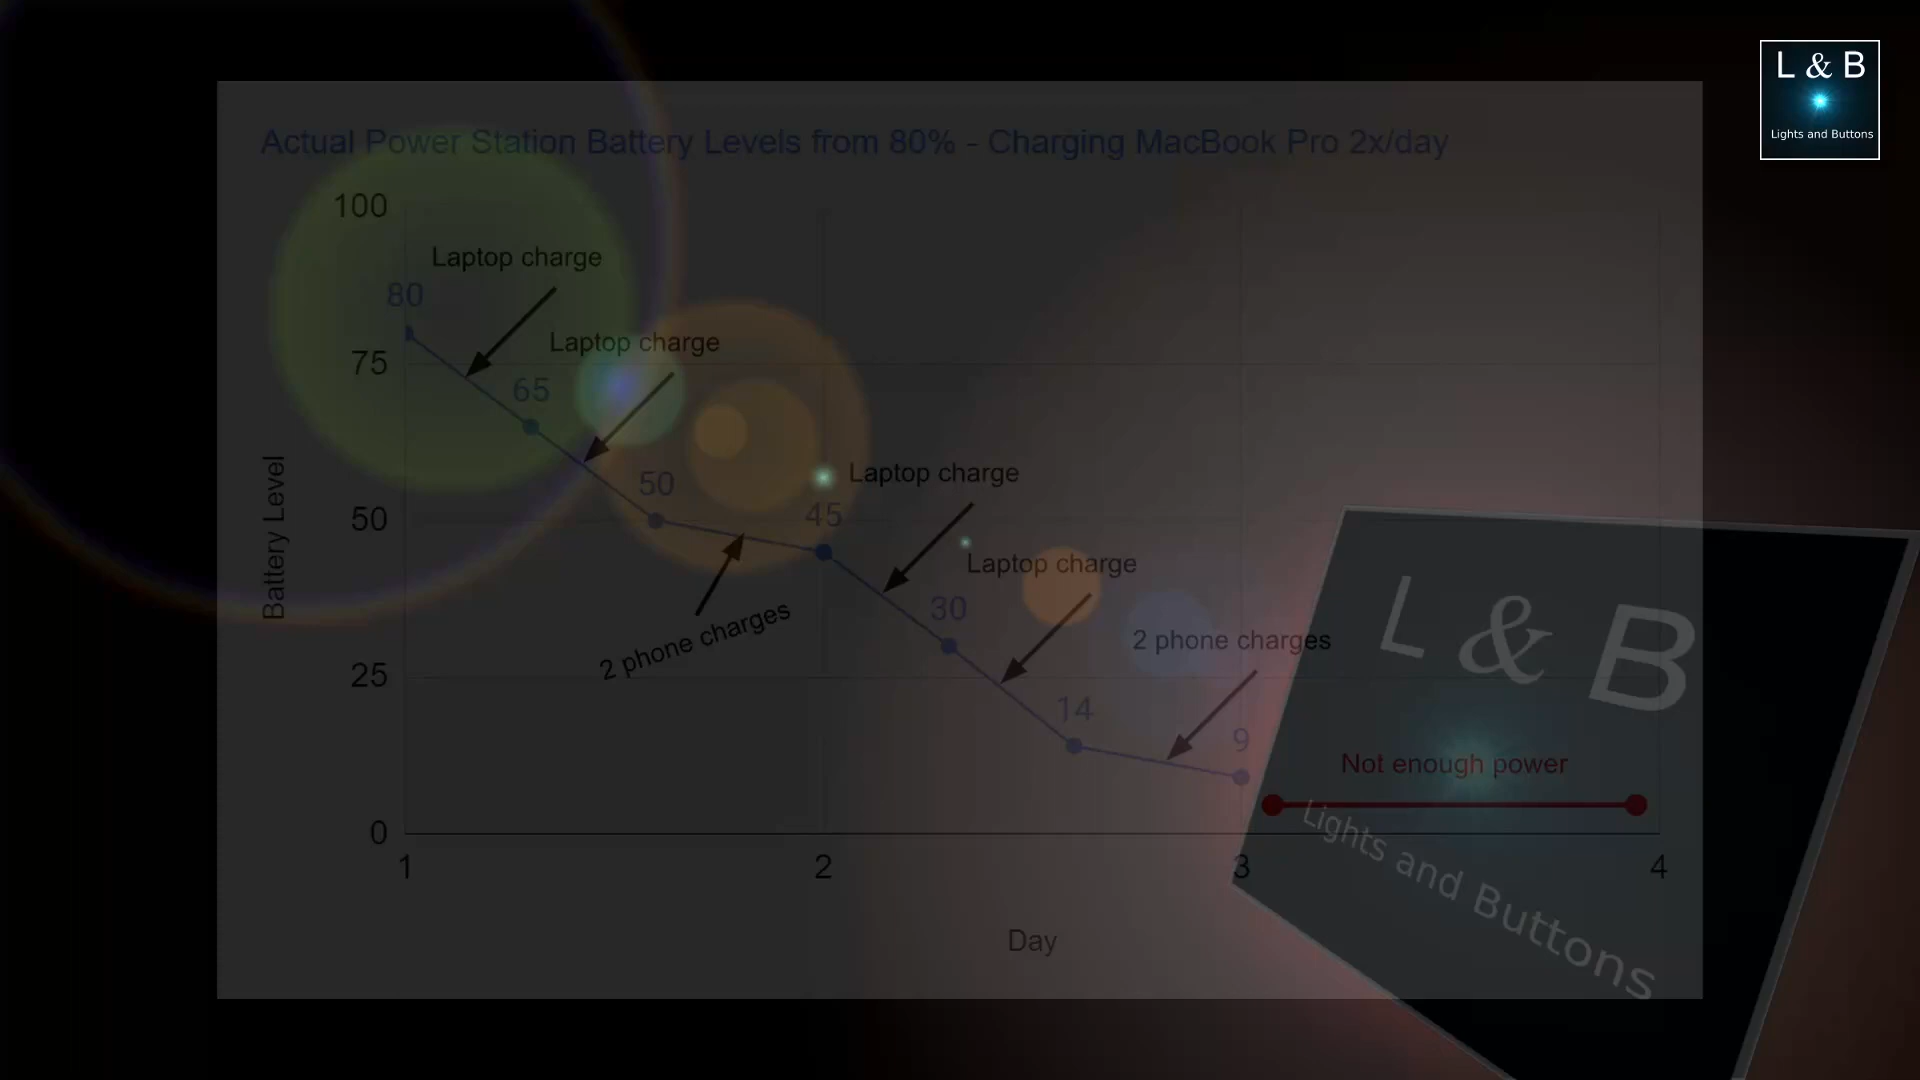 L & B
Lights and Buttons
Actual Power Station Battery Levels from 80% - Charging MacBook Pro 2x/day
100
Laptop charge
80
Laptop charge
75
65
Laptop charge
50
45
50
Laptop charge
30
2 phone charges
2 phone charges
25
14
9
Not enough power
0
1
2
3
4
Battery Level
Day
L & B
Lights and Buttons